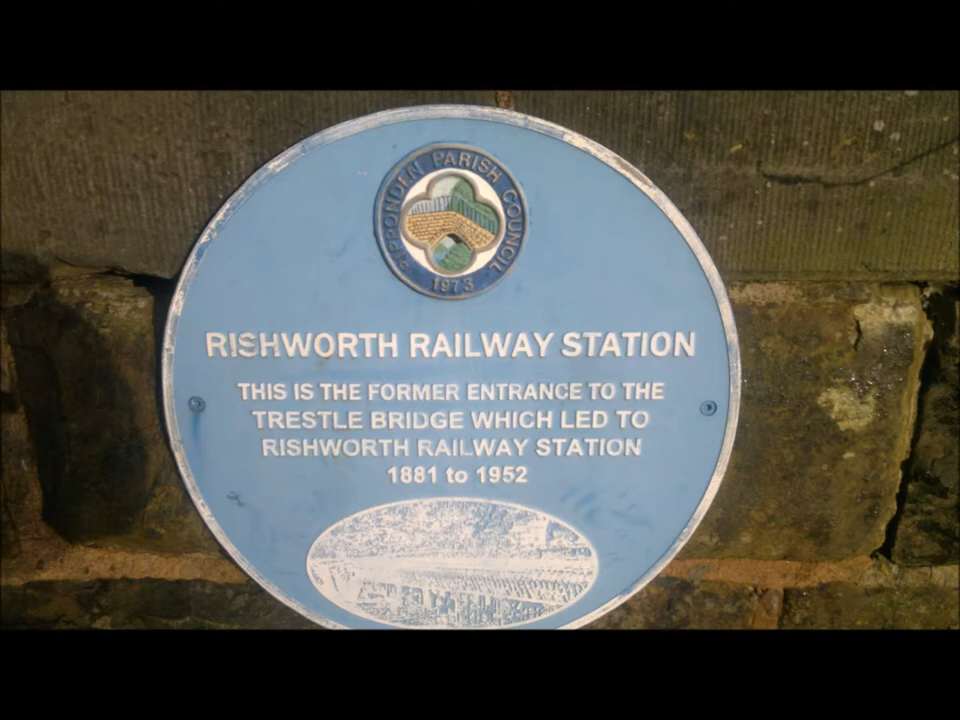 RIPPONDEN PARISH COUNCIL
1973
RISHWORTH RAILWAY STATION
THIS IS THE FORMER ENTRANCE TO THE
TRESTLE BRIDGE WHICH LED TO
RISHWORTH RAILWAY STATION
1881 to 1952